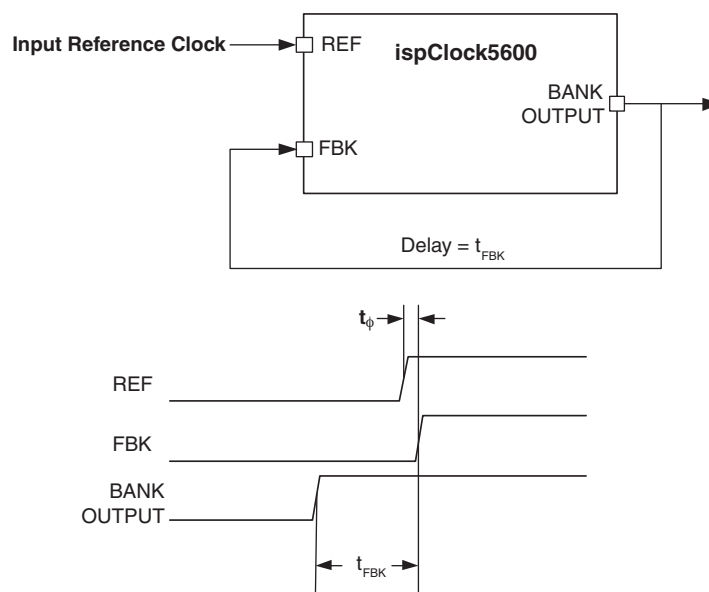 Input Reference Clock
REF
ispClock5600
BANK
OUTPUT
FBK
Delay = tFBK
tϕ
REF
FBK
BANK
OUTPUT
tFBK